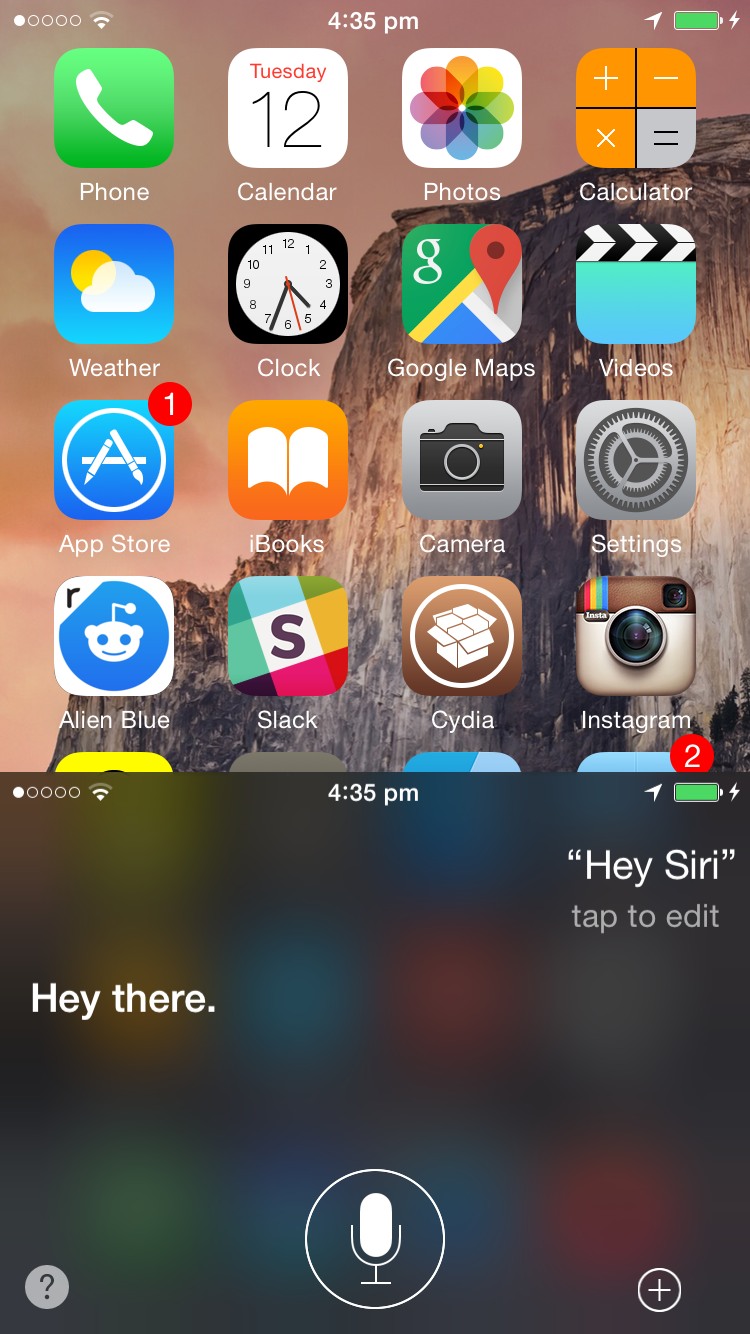 4:35 pm
Tuesday
12
Phone Calendar Photos Calculator
12
11 1
10 2
9 3
8 4
7 5
6
g
Weather Clock Google Maps Videos
1
App Store iBooks Camera Settings
r
S
Insta
Alien Blue Slack Cydia Instagram
2
4:35 pm
“Hey Siri”
tap to edit
Hey there.
?